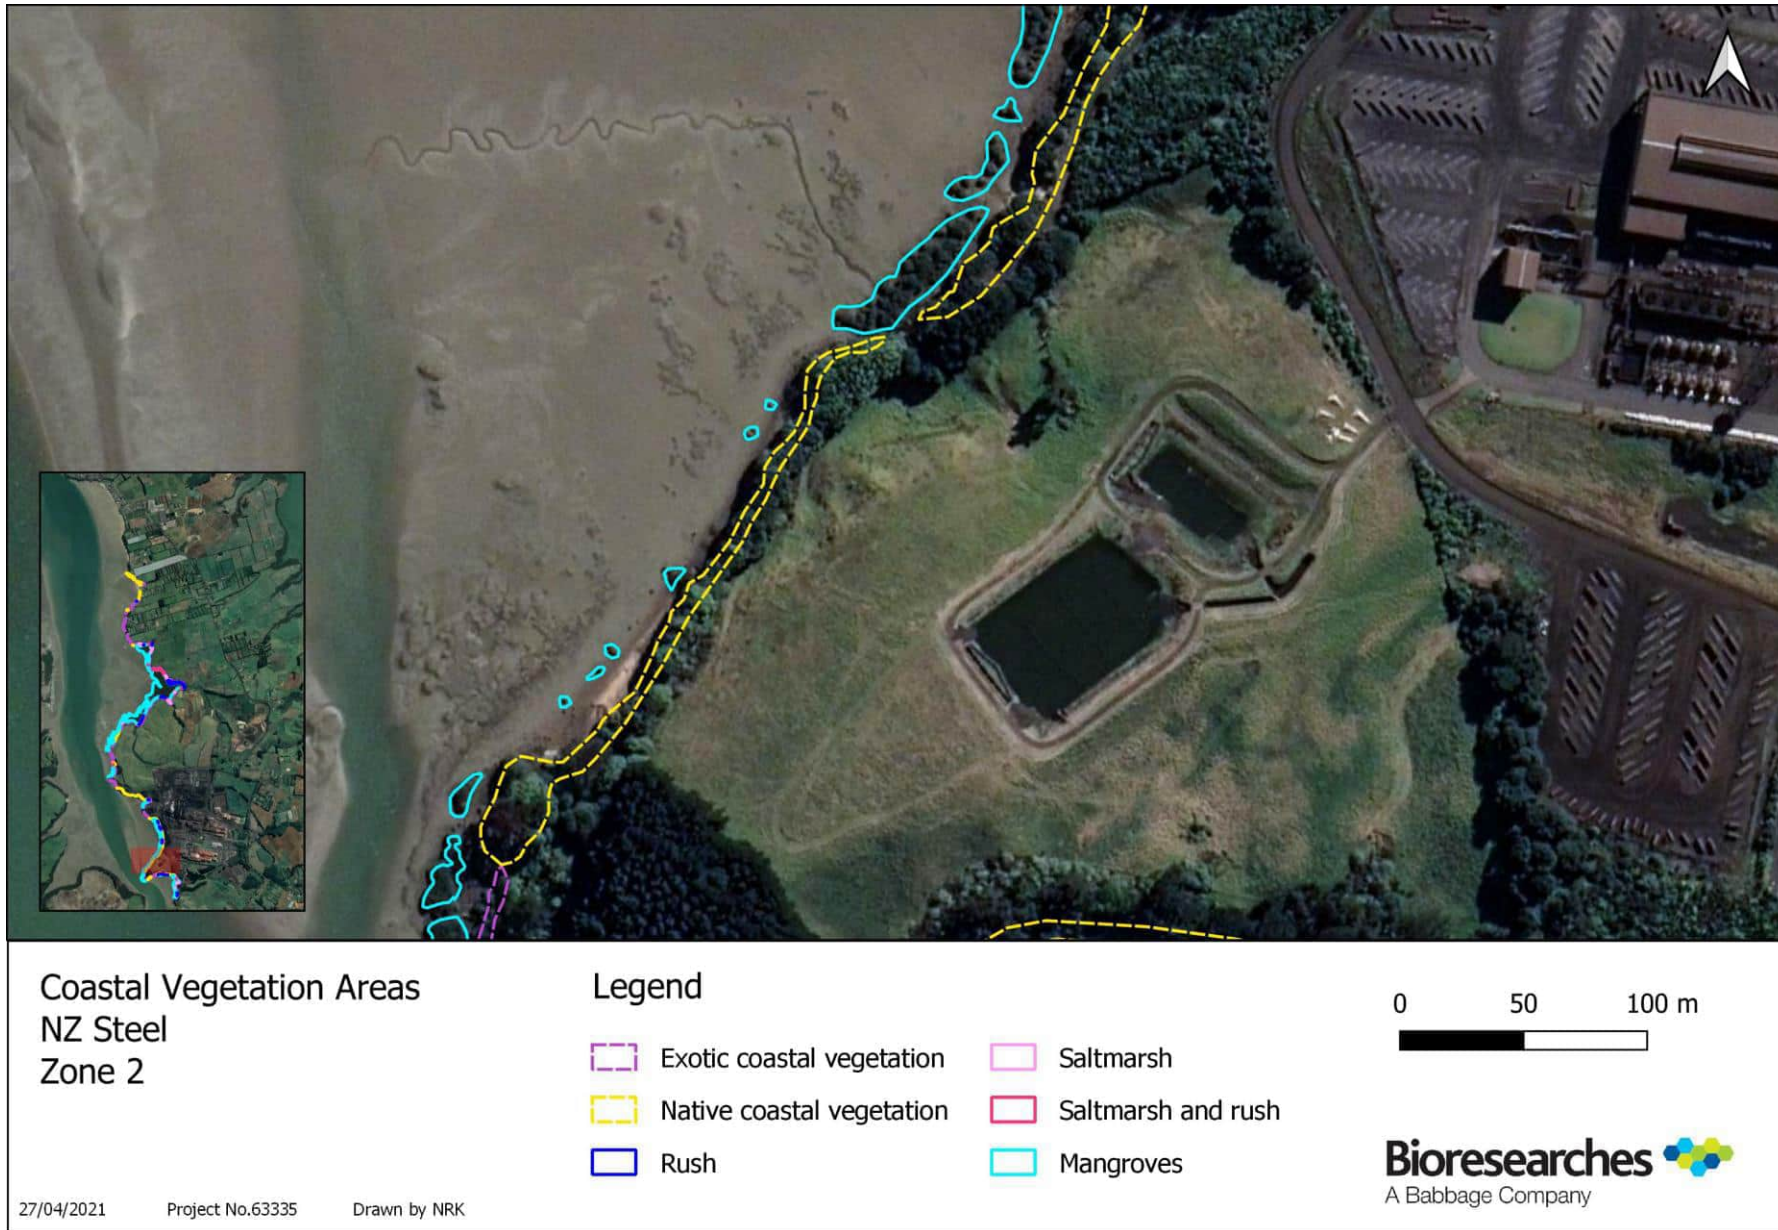 Coastal Vegetation Areas
NZ Steel
Zone 2
Legend
Exotic coastal vegetation
Native coastal vegetation
Rush
Saltmarsh
Saltmarsh and rush
Mangroves
0 50 100 m
Bioresearches
A Babbage Company
27/04/2021 Project No.63335 Drawn by NRK